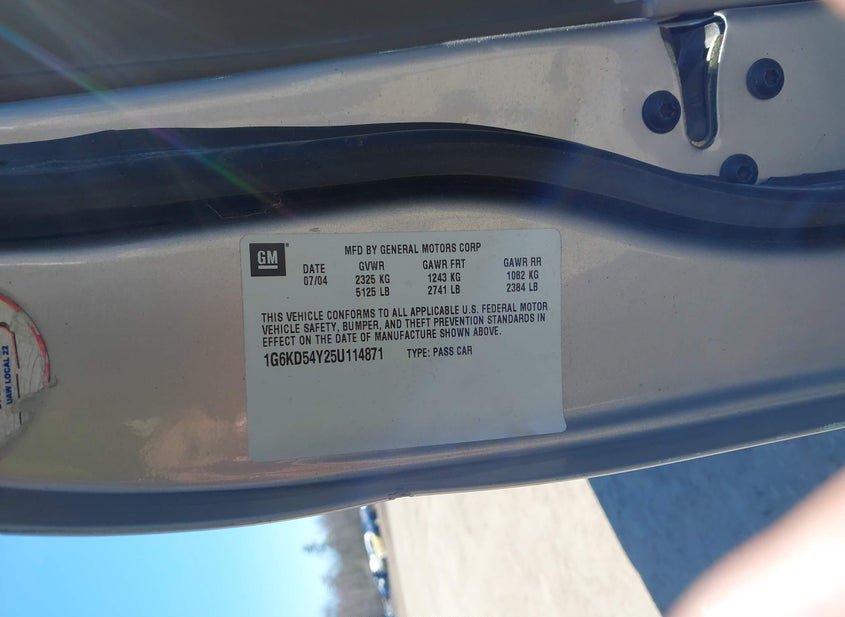 GM
MFD BY GENERAL MOTORS CORP
DATE GVWR GAWR FRT GAWR RR
07/04 2325 KG 1243 KG 1082 KG
5125 LB 2741 LB 2384 LB
THIS VEHICLE CONFORMS TO ALL APPLICABLE U.S. FEDERAL MOTOR
VEHICLE SAFETY, BUMPER, AND THEFT PREVENTION STANDARDS IN
EFFECT ON THE DATE OF MANUFACTURE SHOWN ABOVE.
1G6KD54Y25U114871 TYPE: PASS CAR
UAW LOCAL 22